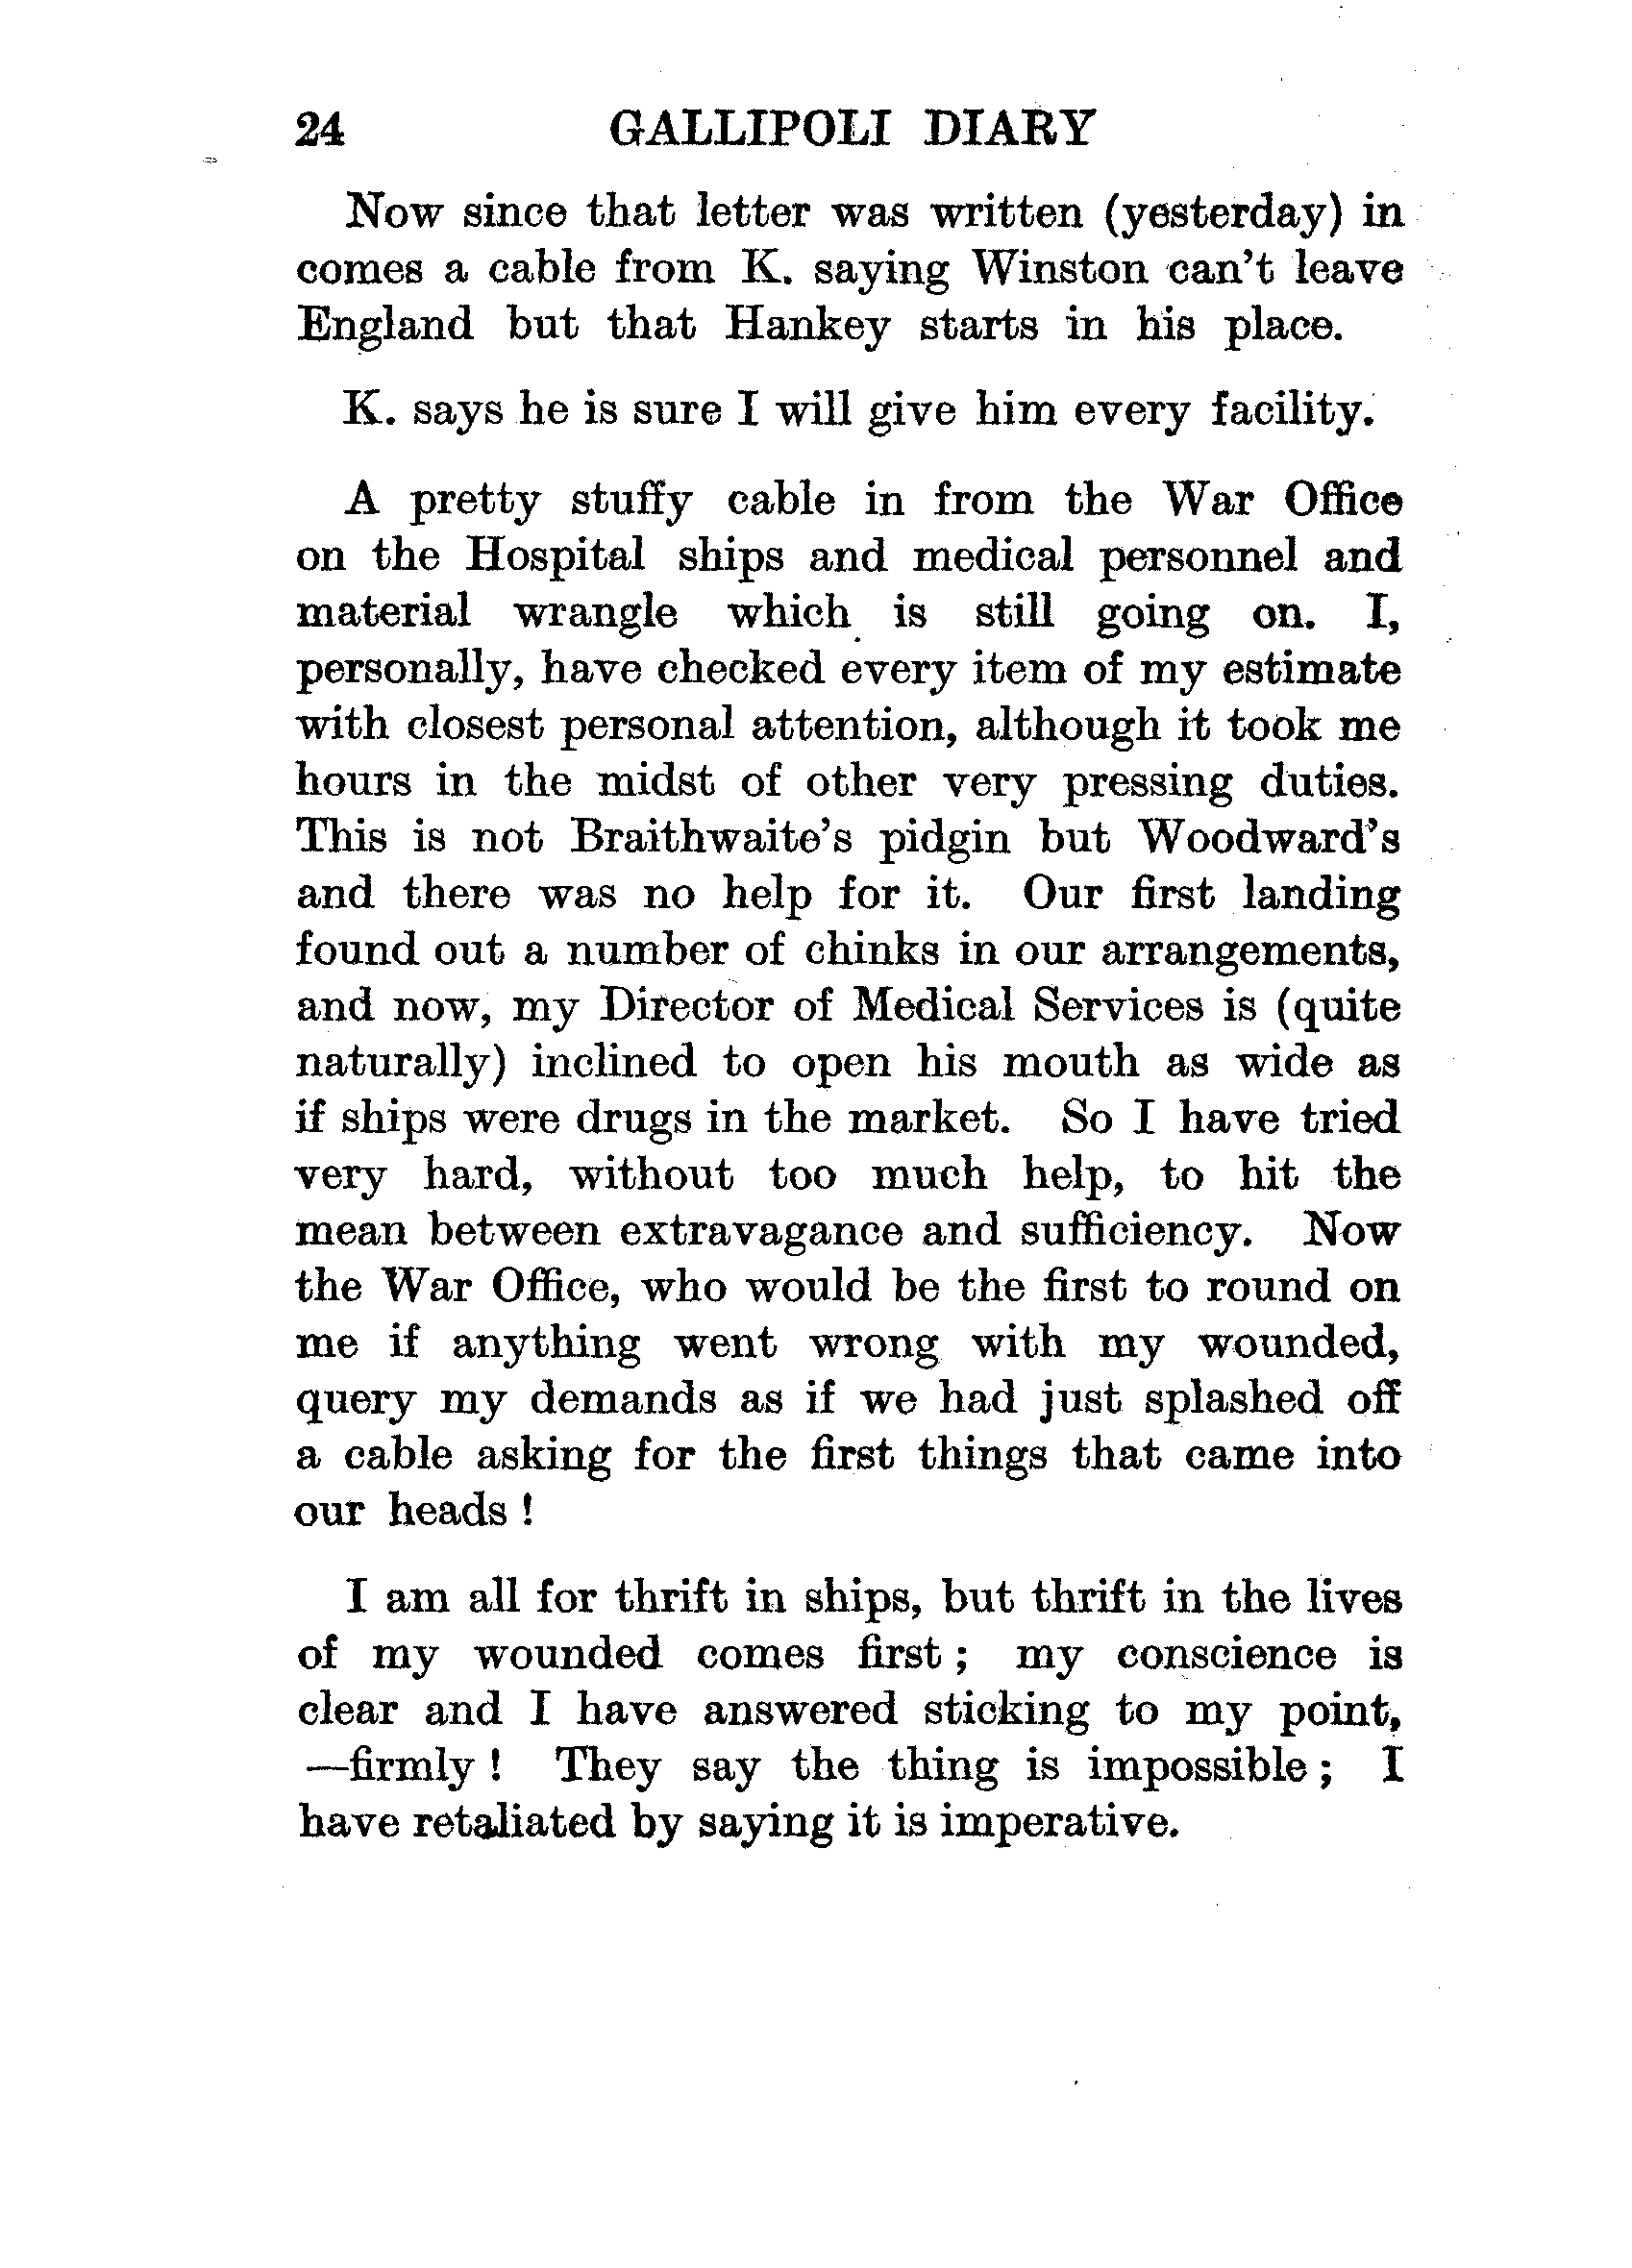 24 GALLIPOLI DIARY
Now since that letter was written (yesterday) in
comes a cable from K. saying Winston can't leave
England but that Hankey starts in his place.
K. says he is sure I will give him every facility.
A pretty stuffy cable in from the War Office
on the Hospital ships and medical personnel and
material wrangle which is still going on. I,
personally, have checked every item of my estimate
with closest personal attention, although it took me
hours in the midst of other very pressing duties.
This is not Braithwaite's pidgin but Woodward's
and there was no help for it. Our first landing
found out a number of chinks in our arrangements,
and now, my Director of Medical Services is (quite
naturally) inclined to open his mouth as wide as
if ships were drugs in the market. So I have tried
very hard, without too much help, to hit the
mean between extravagance and sufficiency. Now
the War Office, who would be the first to round on
me if anything went wrong with my wounded,
query my demands as if we had just splashed off
a cable asking for the first things that came into
our heads !
I am all for thrift in ships, but thrift in the lives
of my wounded comes first ; my conscience is
clear and I have answered sticking to my point,
—firmly ! They say the thing is impossible ; I
have retaliated by saying it is imperative.